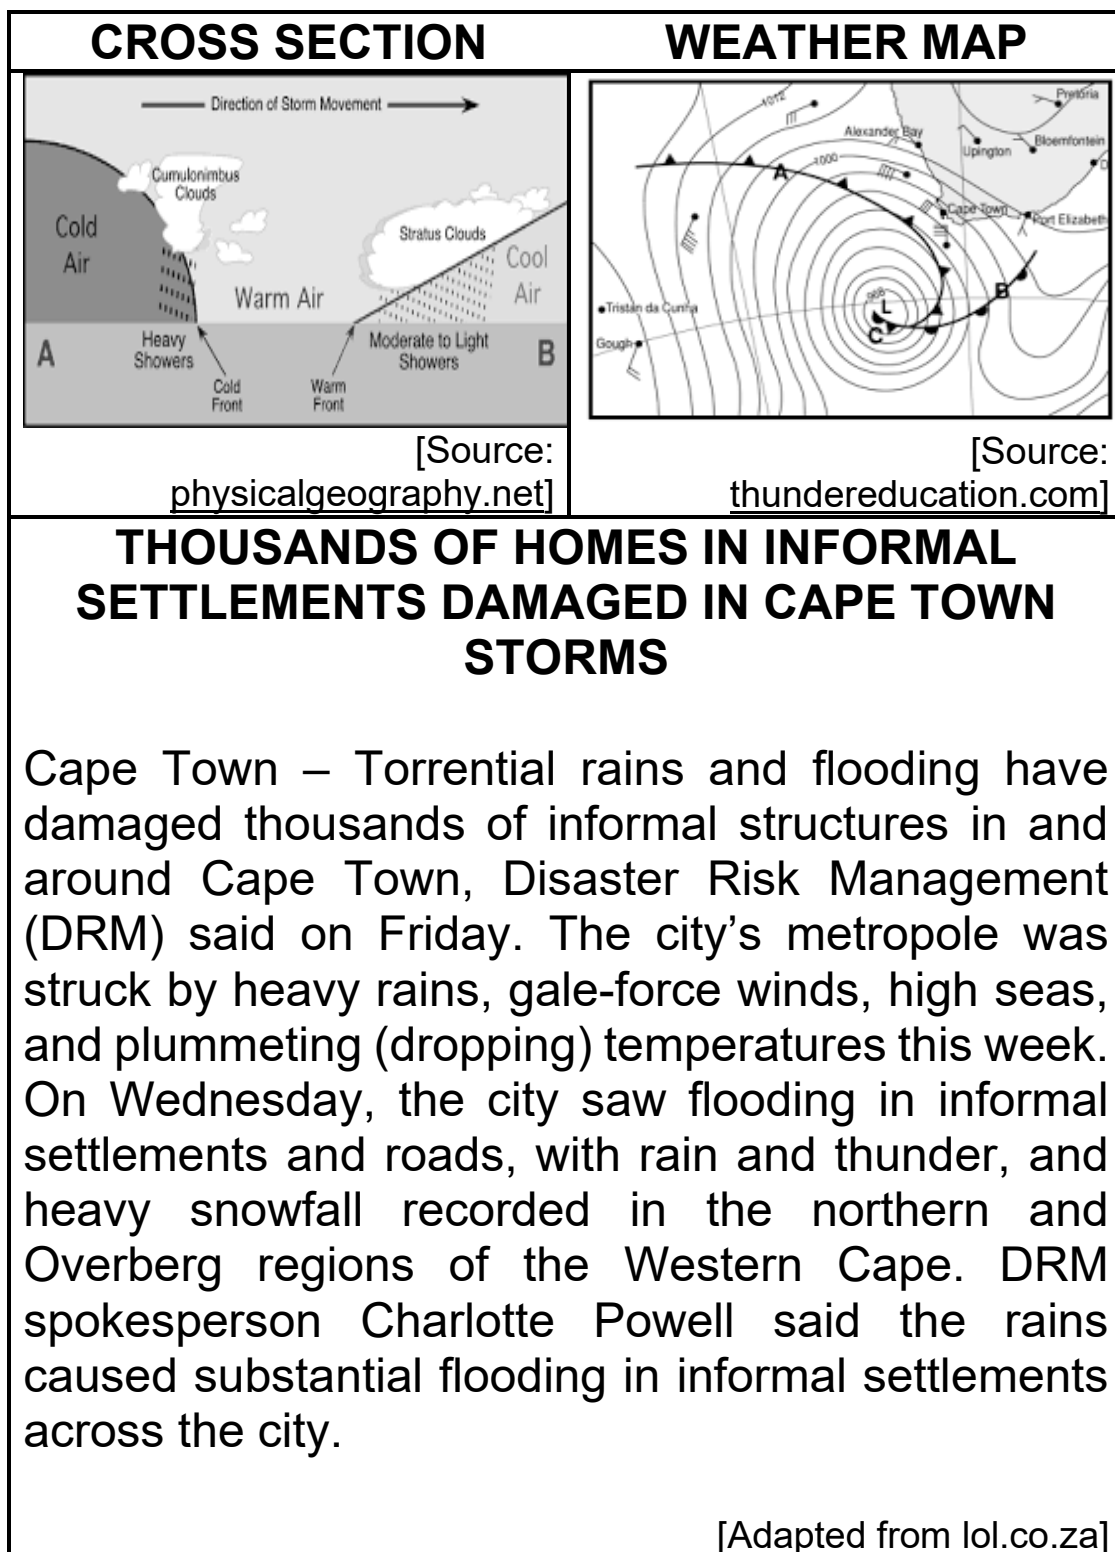 CROSS SECTION
WEATHER MAP
Direction of Storm Movement
Cumulonimbus
Clouds
Cold
Air
Stratus Clouds
Cool
Air
Warm Air
A
Heavy
Showers
Moderate to Light
Showers
B
Cold
Front
Warm
Front
1012
Pretoria
Alexander Bay
Upington
Bloemfontein
D
A
1000
Cape Town
Port Elizabeth
B
968
L
C
Tristan da Cunha
Gough
[Source:
physicalgeography.net]
[Source:
thundereducation.com]
THOUSANDS OF HOMES IN INFORMAL
SETTLEMENTS DAMAGED IN CAPE TOWN
STORMS
Cape Town – Torrential rains and flooding have
damaged thousands of informal structures in and
around Cape Town, Disaster Risk Management
(DRM) said on Friday. The city’s metropole was
struck by heavy rains, gale-force winds, high seas,
and plummeting (dropping) temperatures this week.
On Wednesday, the city saw flooding in informal
settlements and roads, with rain and thunder, and
heavy snowfall recorded in the northern and
Overberg regions of the Western Cape. DRM
spokesperson Charlotte Powell said the rains
caused substantial flooding in informal settlements
across the city.
[Adapted from lol.co.za]